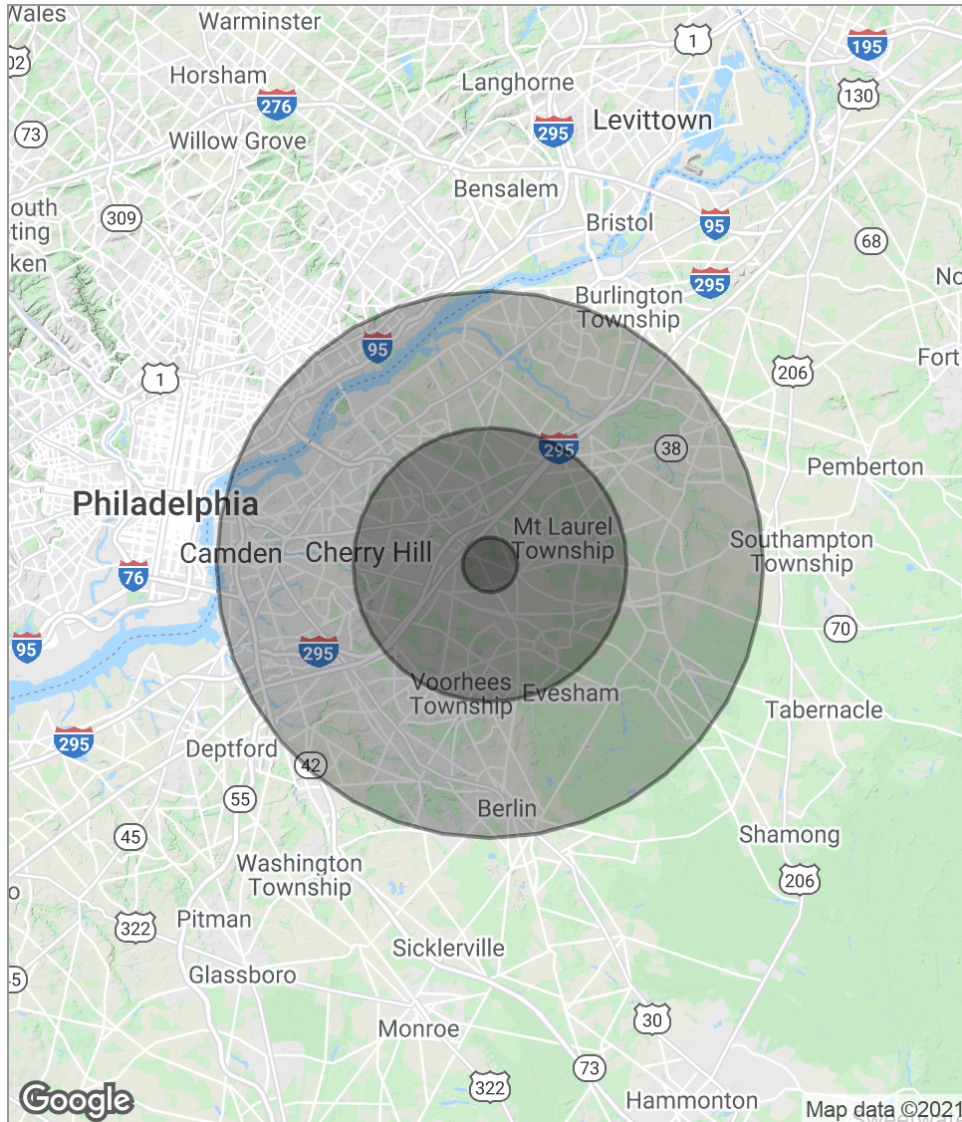 Wales
Warminster
1
195
02
Horsham
Langhorne
276
130
73
295
Levittown
Willow Grove
Bensalem
outh
ting
309
Bristol
95
68
ken
295
No
Burlington
Township
95
Fort
1
206
295
38
Pemberton
Philadelphia
Mt Laurel
Township
Camden
Cherry Hill
Southampton
Township
76
70
95
295
Voorhees
Township
Evesham
Tabernacle
295
Deptford
42
55
Berlin
45
Shamong
Washington
Township
206
o
322
Pitman
Sicklerville
Glassboro
5
Monroe
30
73
322
Hammonton
Google
Map data ©2021